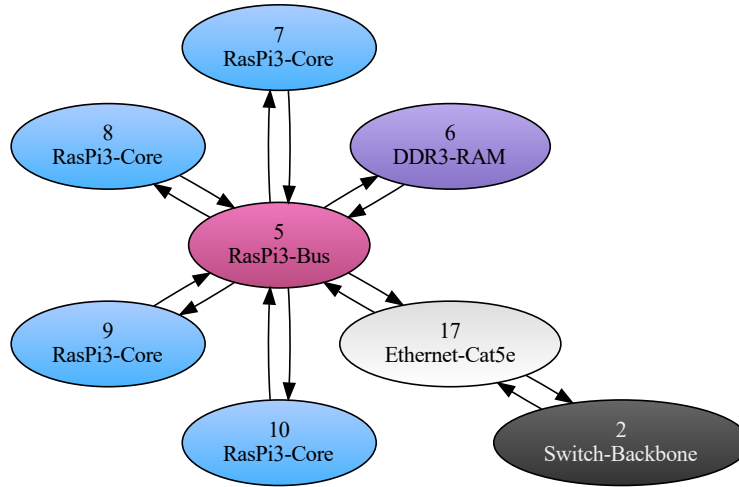 7
RasPi3-Core
8
RasPi3-Core
6
DDR3-RAM
5
RasPi3-Bus
9
RasPi3-Core
17
Ethernet-Cat5e
10
RasPi3-Core
2
Switch-Backbone